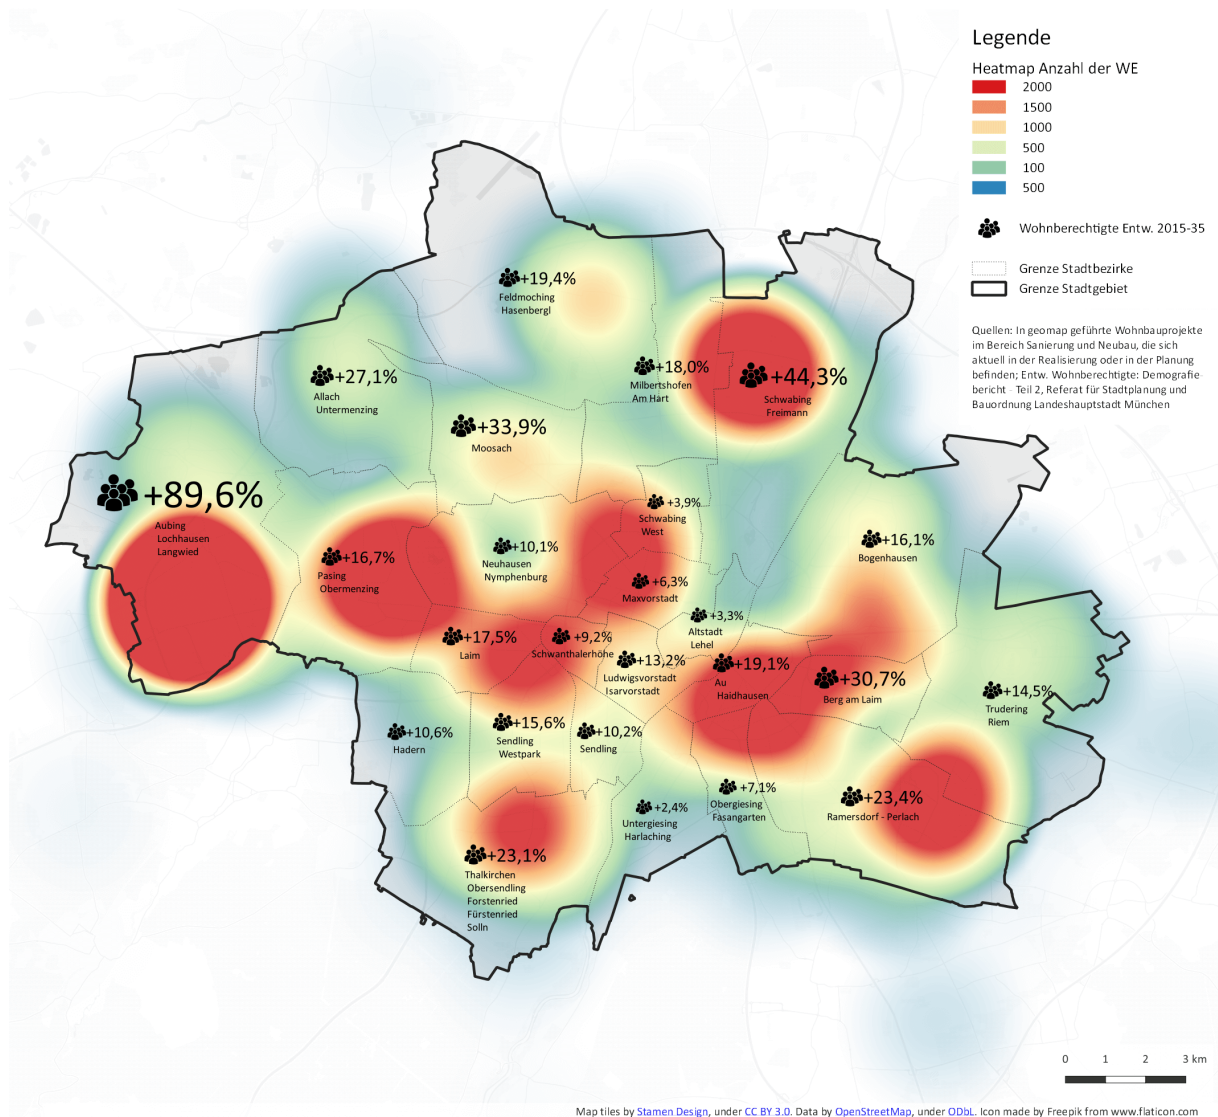 Legende
Heatmap Anzahl der WE
2000
1500
1000
500
100
500
Wohnberechtigte Entw. 2015-35
Grenze Stadtbezirke
Grenze Stadtgebiet
Quellen: In geomap geführte Wohnbauprojekte
im Bereich Sanierung und Neubau, die sich
aktuell in der Realisierung oder in der Planung
befinden; Entw. Wohnberechtigte: Demografie-
bericht - Teil 2, Referat für Stadtplanung und
Bauordnung Landeshauptstadt München
+19,4%
Feldmoching
Hasenbergl
+27,1%
Allach
Untermenzing
+18,0%
Milbertshofen
Am Hart
+44,3%
Schwabing
Freimann
+33,9%
Moosach
+89,6%
Aubing
Lochhausen
Langwied
+3,9%
Schwabing
West
+16,7%
Pasing
Obermenzing
+10,1%
Neuhausen
Nymphenburg
+16,1%
Bogenhausen
+6,3%
Maxvorstadt
+3,3%
Altstadt
Lehel
+17,5%
Laim
+9,2%
Schwanthalerhöhe
+13,2%
Ludwigsvorstadt
Isarvorstadt
+19,1%
Au
Haidhausen
+30,7%
Berg am Laim
+14,5%
Trudering
Riem
+10,6%
Hadern
+15,6%
Sendling
Westpark
+10,2%
Sendling
+7,1%
Obergiesing
Fasangarten
+2,4%
Untergiesing
Harlaching
+23,4%
Ramersdorf - Perlach
+23,1%
Thalkirchen
Obersendling
Forstenried
Fürstenried
Solln
0 1 2 3 km
Map tiles by Stamen Design, under CC BY 3.0. Data by OpenStreetMap, under ODbL. Icon made by Freepik from www.flaticon.com